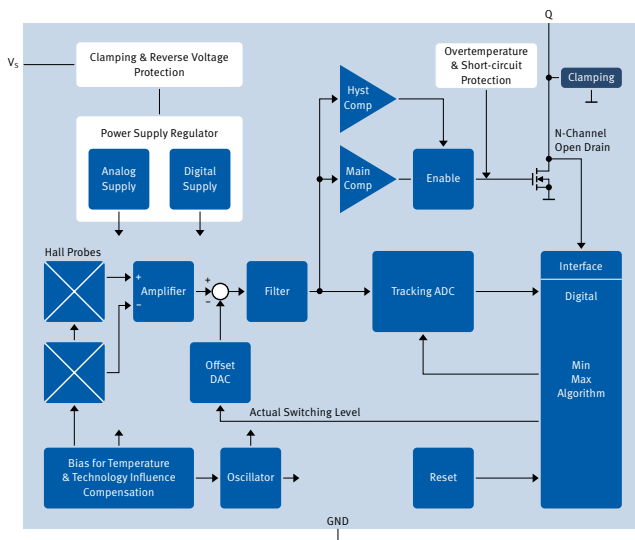 Q
Vs
Clamping & Reverse Voltage
Protection
Overtemperature
& Short-circuit
Protection
Clamping
Hyst
Comp
Power Supply Regulator
N-Channel
Open Drain
Analog
Supply
Digital
Supply
Main
Comp
Enable
Hall Probes
+
−
Amplifier
+
−
Filter
Tracking ADC
Interface
Digital
Offset
DAC
Min
Max
Algorithm
Actual Switching Level
Bias for Temperature
& Technology Influence
Compensation
Oscillator
Reset
GND